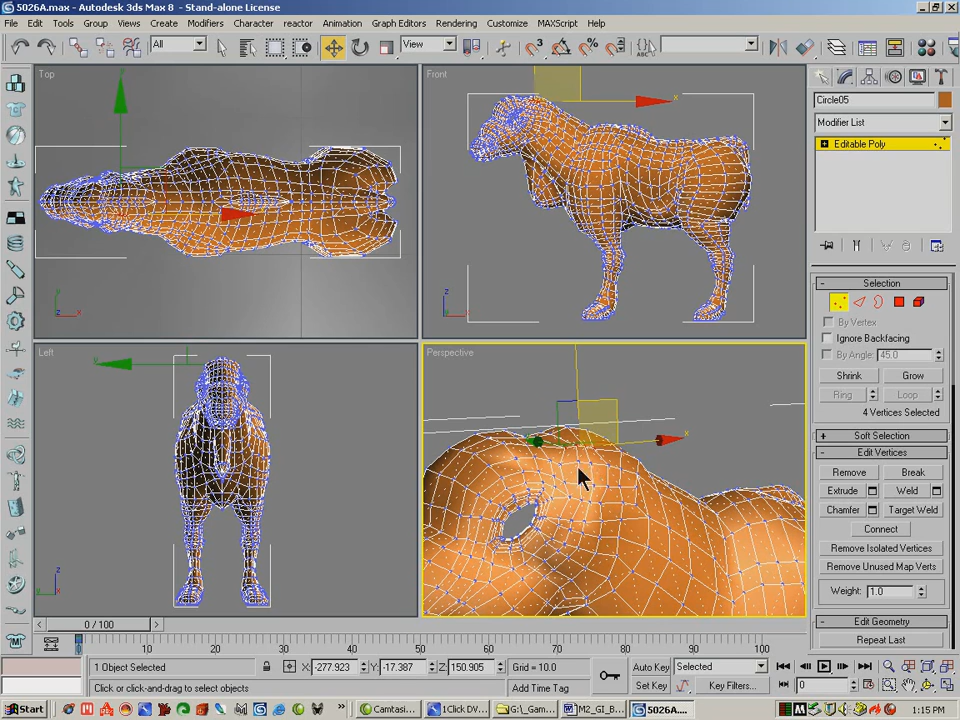 5026A.max - Autodesk 3ds Max 8 - Stand-alone License
File Edit Tools Group Views Create Modifiers Character reactor Animation Graph Editors Rendering Customize MAXScript Help
All
View
Top
Front
Left
Perspective
x
y
z
Circle05
Modifier List
Editable Poly
Selection
By Vertex
Ignore Backfacing
By Angle: 45.0
Shrink Grow
Ring Loop
4 Vertices Selected
Soft Selection
Edit Vertices
Remove Break
Extrude Weld
Chamfer Target Weld
Connect
Remove Isolated Vertices
Remove Unused Map Verts
Weight: 1.0
Edit Geometry
Repeat Last
0 / 100
10 20 30 40 50 60 70 80 90 100
1 Object Selected X: -277.923 Y: -17.387 Z: 150.905 Grid = 10.0 Auto Key Selected
Click or click-and-drag to select objects Add Time Tag Set Key Key Filters... 0
Start Camtasi... 1Click DV... G:\_Gam... M2_GI_B... 5026A.... 1:15 PM